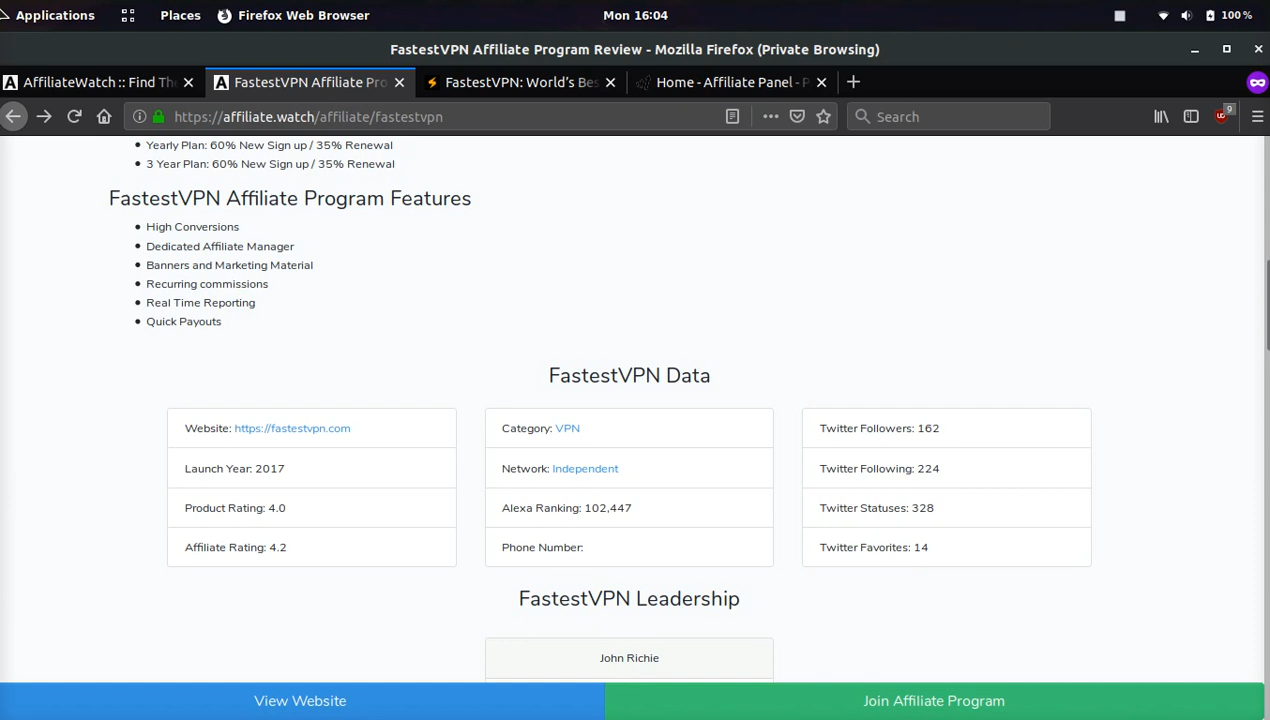 Applications
Places
Firefox Web Browser
Mon 16:04
100 %
FastestVPN Affiliate Program Review - Mozilla Firefox (Private Browsing)
AffiliateWatch :: Find The
FastestVPN Affiliate Pro
FastestVPN: World's Bes
Home - Affiliate Panel - P
https://affiliate.watch/affiliate/fastestvpn
Search
9
Yearly Plan: 60% New Sign up / 35% Renewal
3 Year Plan: 60% New Sign up / 35% Renewal
FastestVPN Affiliate Program Features
High Conversions
Dedicated Affiliate Manager
Banners and Marketing Material
Recurring commissions
Real Time Reporting
Quick Payouts
FastestVPN Data
Website: https://fastestvpn.com
Launch Year: 2017
Product Rating: 4.0
Affiliate Rating: 4.2
Category: VPN
Network: Independent
Alexa Ranking: 102,447
Phone Number:
Twitter Followers: 162
Twitter Following: 224
Twitter Statuses: 328
Twitter Favorites: 14
FastestVPN Leadership
John Richie
View Website
Join Affiliate Program